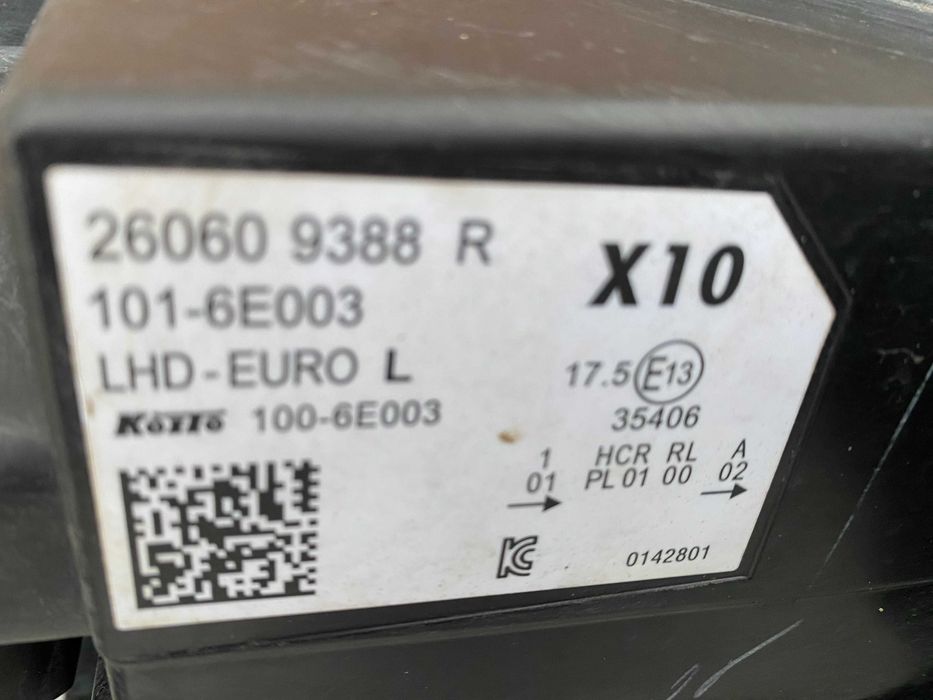 26060 9388 R
X10
101-6E003
LHD-EURO L
17.5 E13
Koito 100-6E003
35406
1 HCR RL A
01 PL 01 00 02
KC
0142801